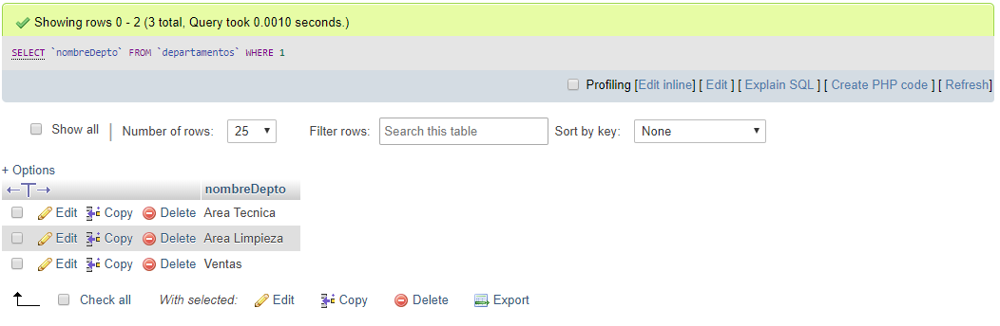 Showing rows 0 - 2 (3 total, Query took 0.0010 seconds.)
SELECT `nombreDepto` FROM `departamentos` WHERE 1
Profiling [Edit inline] [ Edit ] [ Explain SQL ] [ Create PHP code ] [ Refresh]
Show all | Number of rows: 25 Filter rows: Search this table Sort by key: None
+ Options
←T→ nombreDepto
Edit Copy Delete Area Tecnica
Edit Copy Delete Area Limpieza
Edit Copy Delete Ventas
Check all With selected: Edit Copy Delete Export